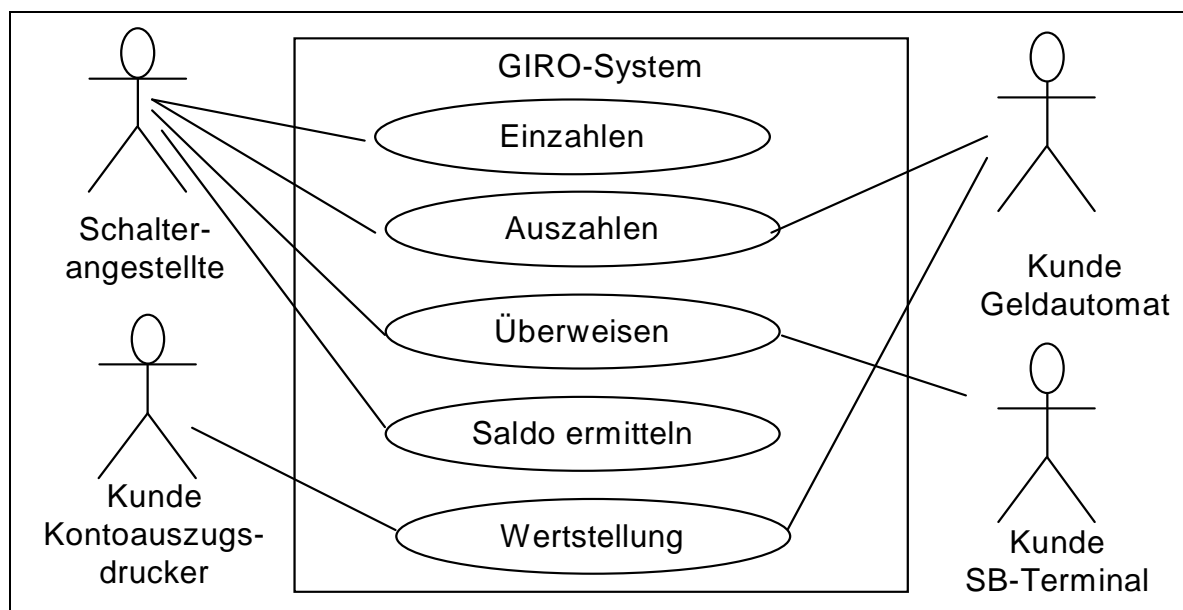 GIRO-System
Einzahlen
Auszahlen
Überweisen
Saldo ermitteln
Wertstellung
Schalter-
angestellte
Kunde
Kontoauszugs-
drucker
Kunde
Geldautomat
Kunde
SB-Terminal